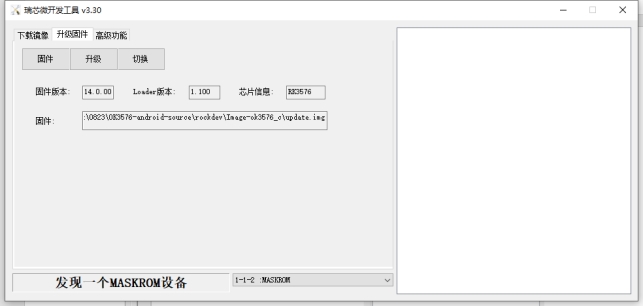 瑞芯微开发工具 v3.30
下载镜像 升级固件 高级功能
固件 升级 切换
固件版本: 14.0.00 Loader版本: 1.100 芯片信息: RK3576
固件: :\0823\OK3576-android-source\rockdev\Image-ok3576_c\update.img
发现一个MASKROM设备 1-1-2 :MASKROM